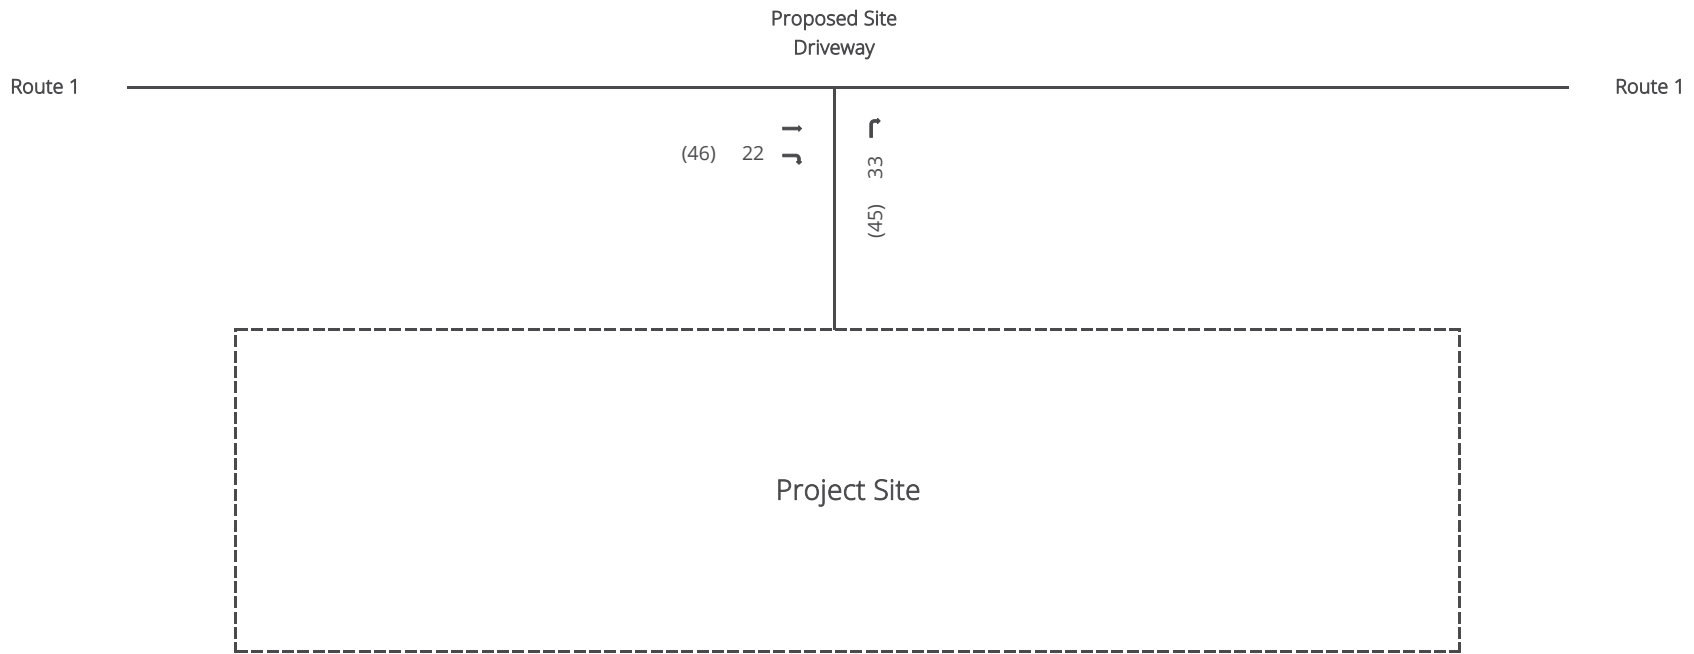 Proposed Site
Driveway
Route 1
Route 1
(46) 22
(45) 33
Project Site